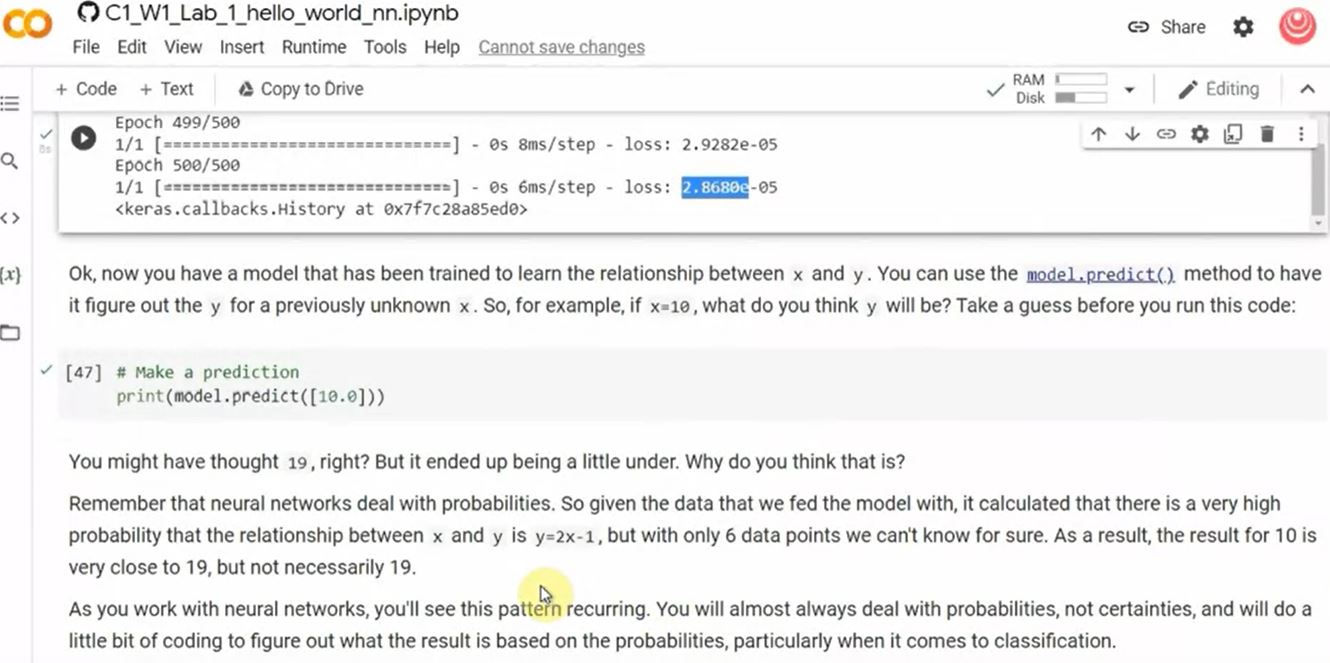 C1_W1_Lab_1_hello_world_nn.ipynb
Share
File Edit View Insert Runtime Tools Help Cannot save changes
+ Code + Text Copy to Drive
RAM
Disk
Editing
Epoch 499/500
8s
1/1 [==============================] - 0s 8ms/step - loss: 2.9282e-05
Epoch 500/500
1/1 [==============================] - 0s 6ms/step - loss: 2.8680e-05
<keras.callbacks.History at 0x7f7c28a85ed0>
Ok, now you have a model that has been trained to learn the relationship between x and y. You can use the model.predict() method to have
it figure out the y for a previously unknown x. So, for example, if x=10, what do you think y will be? Take a guess before you run this code:
[47] # Make a prediction
print(model.predict([10.0]))
You might have thought 19, right? But it ended up being a little under. Why do you think that is?
Remember that neural networks deal with probabilities. So given the data that we fed the model with, it calculated that there is a very high
probability that the relationship between x and y is y=2x-1, but with only 6 data points we can't know for sure. As a result, the result for 10 is
very close to 19, but not necessarily 19.
As you work with neural networks, you'll see this pattern recurring. You will almost always deal with probabilities, not certainties, and will do a
little bit of coding to figure out what the result is based on the probabilities, particularly when it comes to classification.